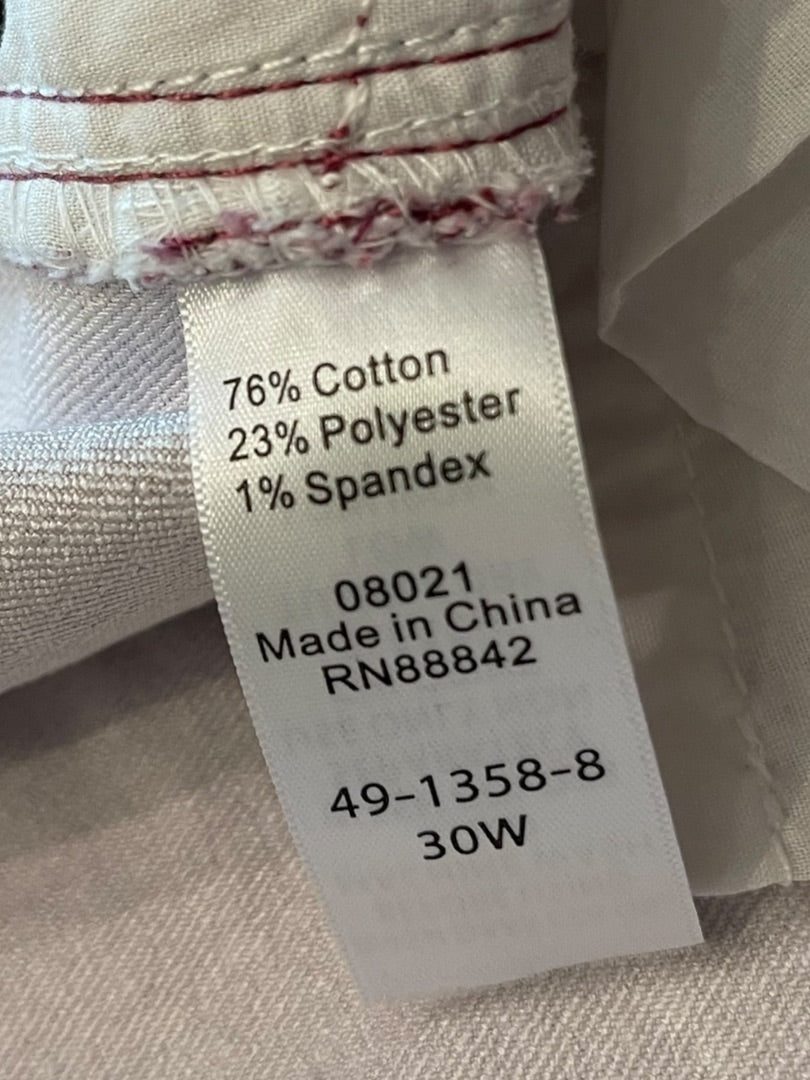 76% Cotton
23% Polyester
1% Spandex
08021
Made in China
RN88842
49-1358-8
30W